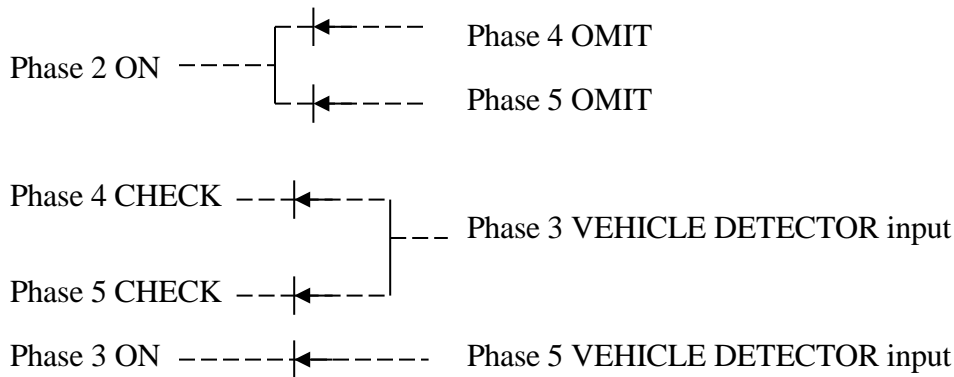 Phase 4 OMIT
Phase 2 ON
Phase 5 OMIT
Phase 4 CHECK
Phase 3 VEHICLE DETECTOR input
Phase 5 CHECK
Phase 3 ON
Phase 5 VEHICLE DETECTOR input